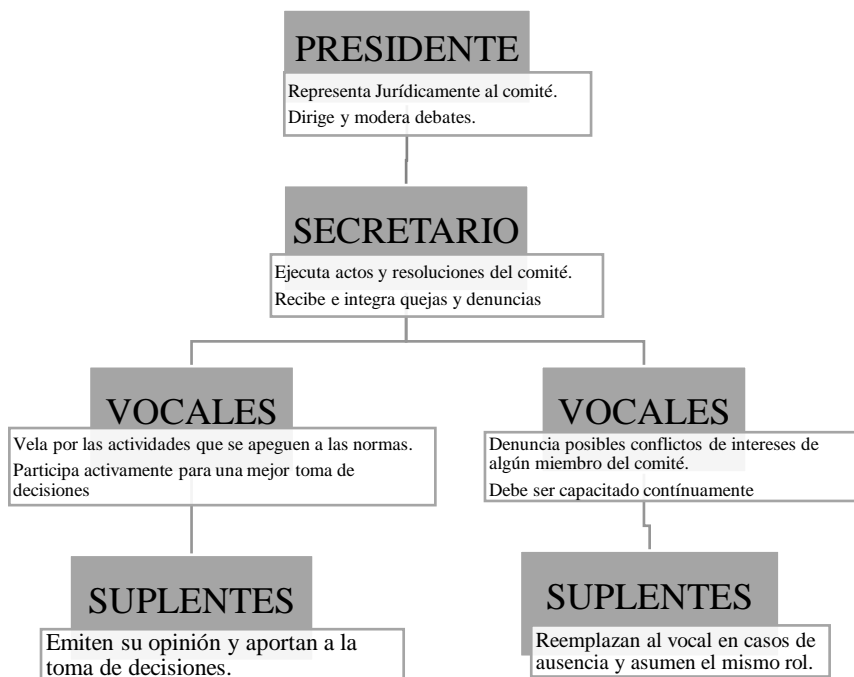 PRESIDENTE
Representa Jurídicamente al comité.
Dirige y modera debates.
SECRETARIO
Ejecuta actos y resoluciones del comité.
Recibe e integra quejas y denuncias
VOCALES
Vela por las actividades que se apeguen a las normas.
Participa activamente para una mejor toma de
decisiones
VOCALES
Denuncia posibles conflictos de intereses de
algún miembro del comité.
Debe ser capacitado contínuamente
SUPLENTES
Emiten su opinión y aportan a la
toma de decisiones.
SUPLENTES
Reemplazan al vocal en casos de
ausencia y asumen el mismo rol.